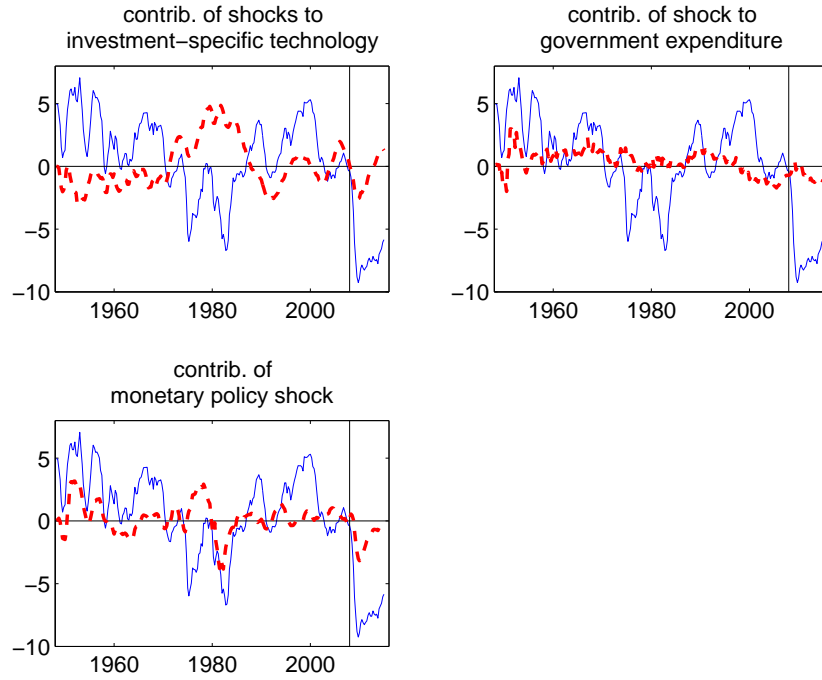 contrib. of shocks to
investment−specific technology
5
0
−5
−10
1960 1980 2000
contrib. of shock to
government expenditure
5
0
−5
−10
1960 1980 2000
contrib. of
monetary policy shock
5
0
−5
−10
1960 1980 2000